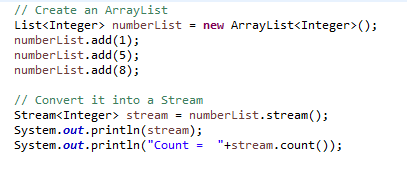 // Create an ArrayList
List<Integer> numberList = new ArrayList<Integer>();
numberList.add(1);
numberList.add(5);
numberList.add(8);
// Convert it into a Stream
Stream<Integer> stream = numberList.stream();
System.out.println(stream);
System.out.println("Count =  "+stream.count());